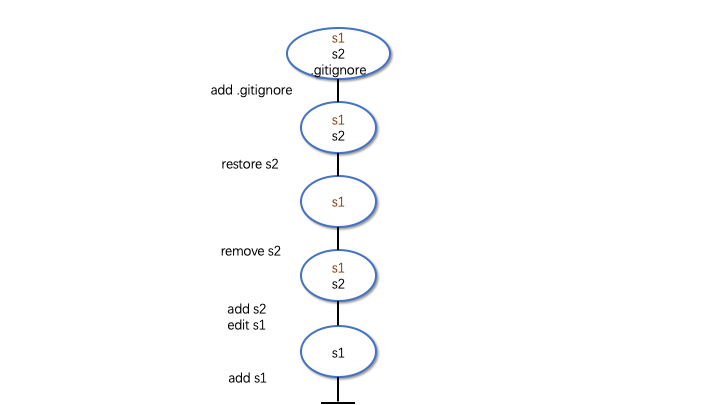 s1
s2
.gitignore
add .gitignore
s1
s2
restore s2
s1
remove s2
s1
s2
add s2
edit s1
s1
add s1